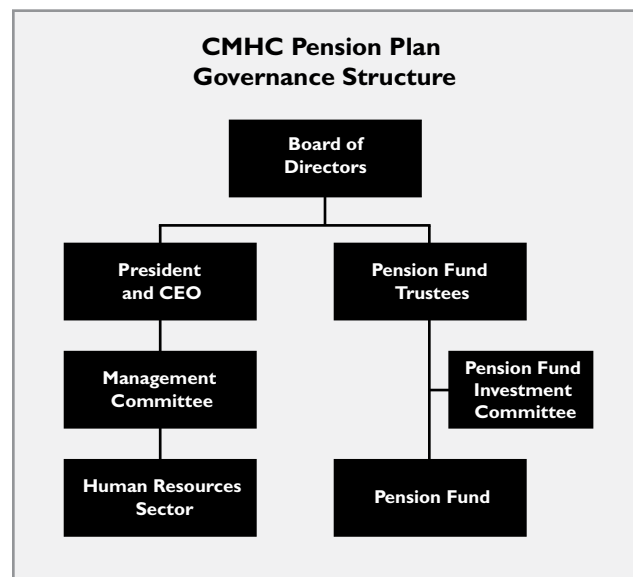 CMHC Pension Plan
Governance Structure
Board of
Directors
President
and CEO
Pension Fund
Trustees
Management
Committee
Pension Fund
Investment
Committee
Human Resources
Sector
Pension Fund